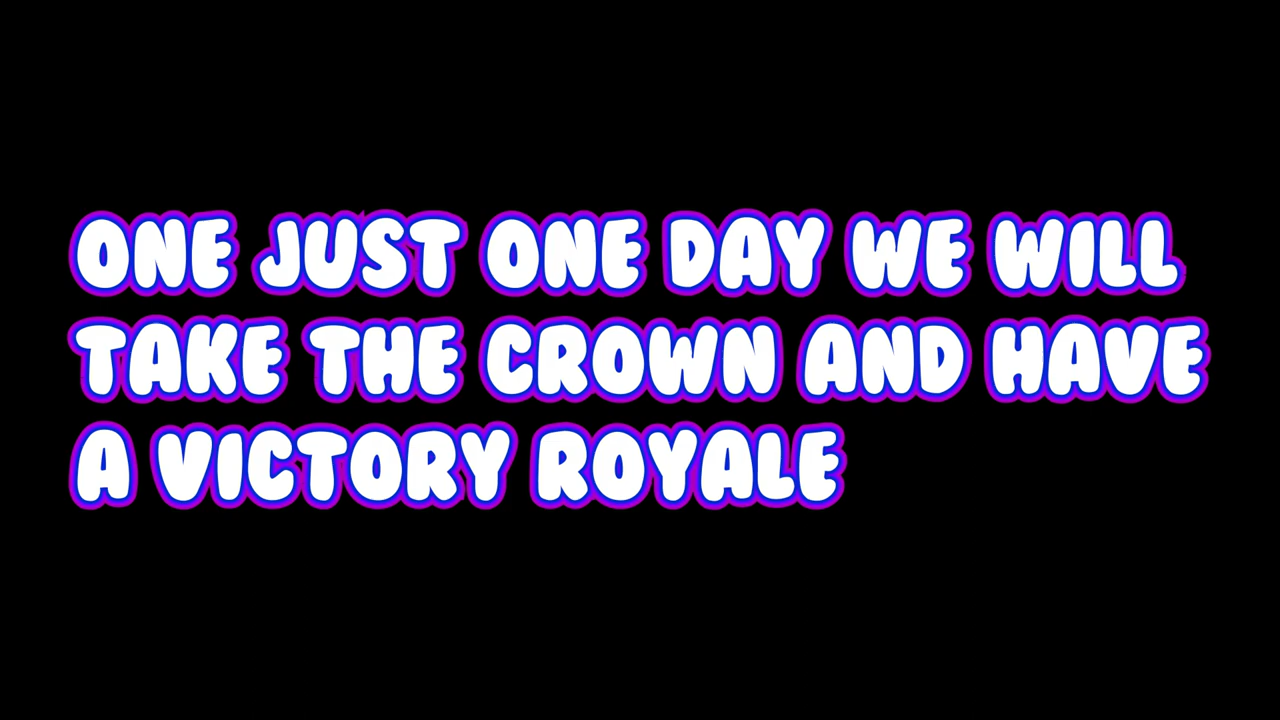 ONE JUST ONE DAY WE WILL
TAKE THE CROWN AND HAVE
A VICTORY ROYALE